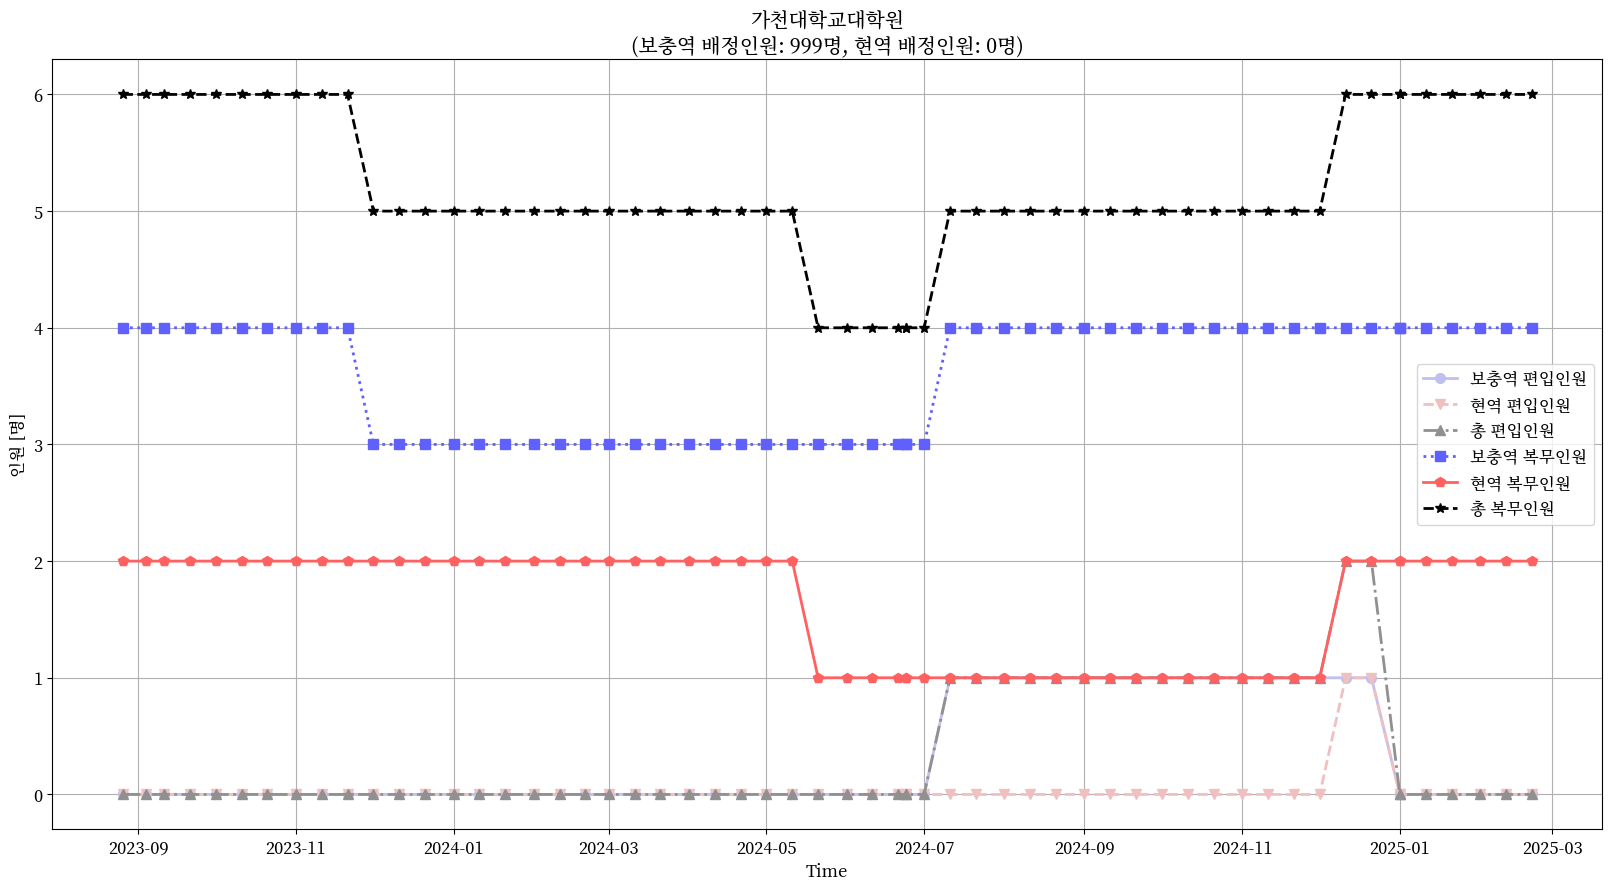 가천대학교대학원
(보충역 배정인원: 999명, 현역 배정인원: 0명)
6
5
4
3
2
1
0
인원 [명]
보충역 편입인원
현역 편입인원
총 편입인원
보충역 복무인원
현역 복무인원
총 복무인원
2023-09
2023-11
2024-01
2024-03
2024-05
2024-07
2024-09
2024-11
2025-01
2025-03
Time